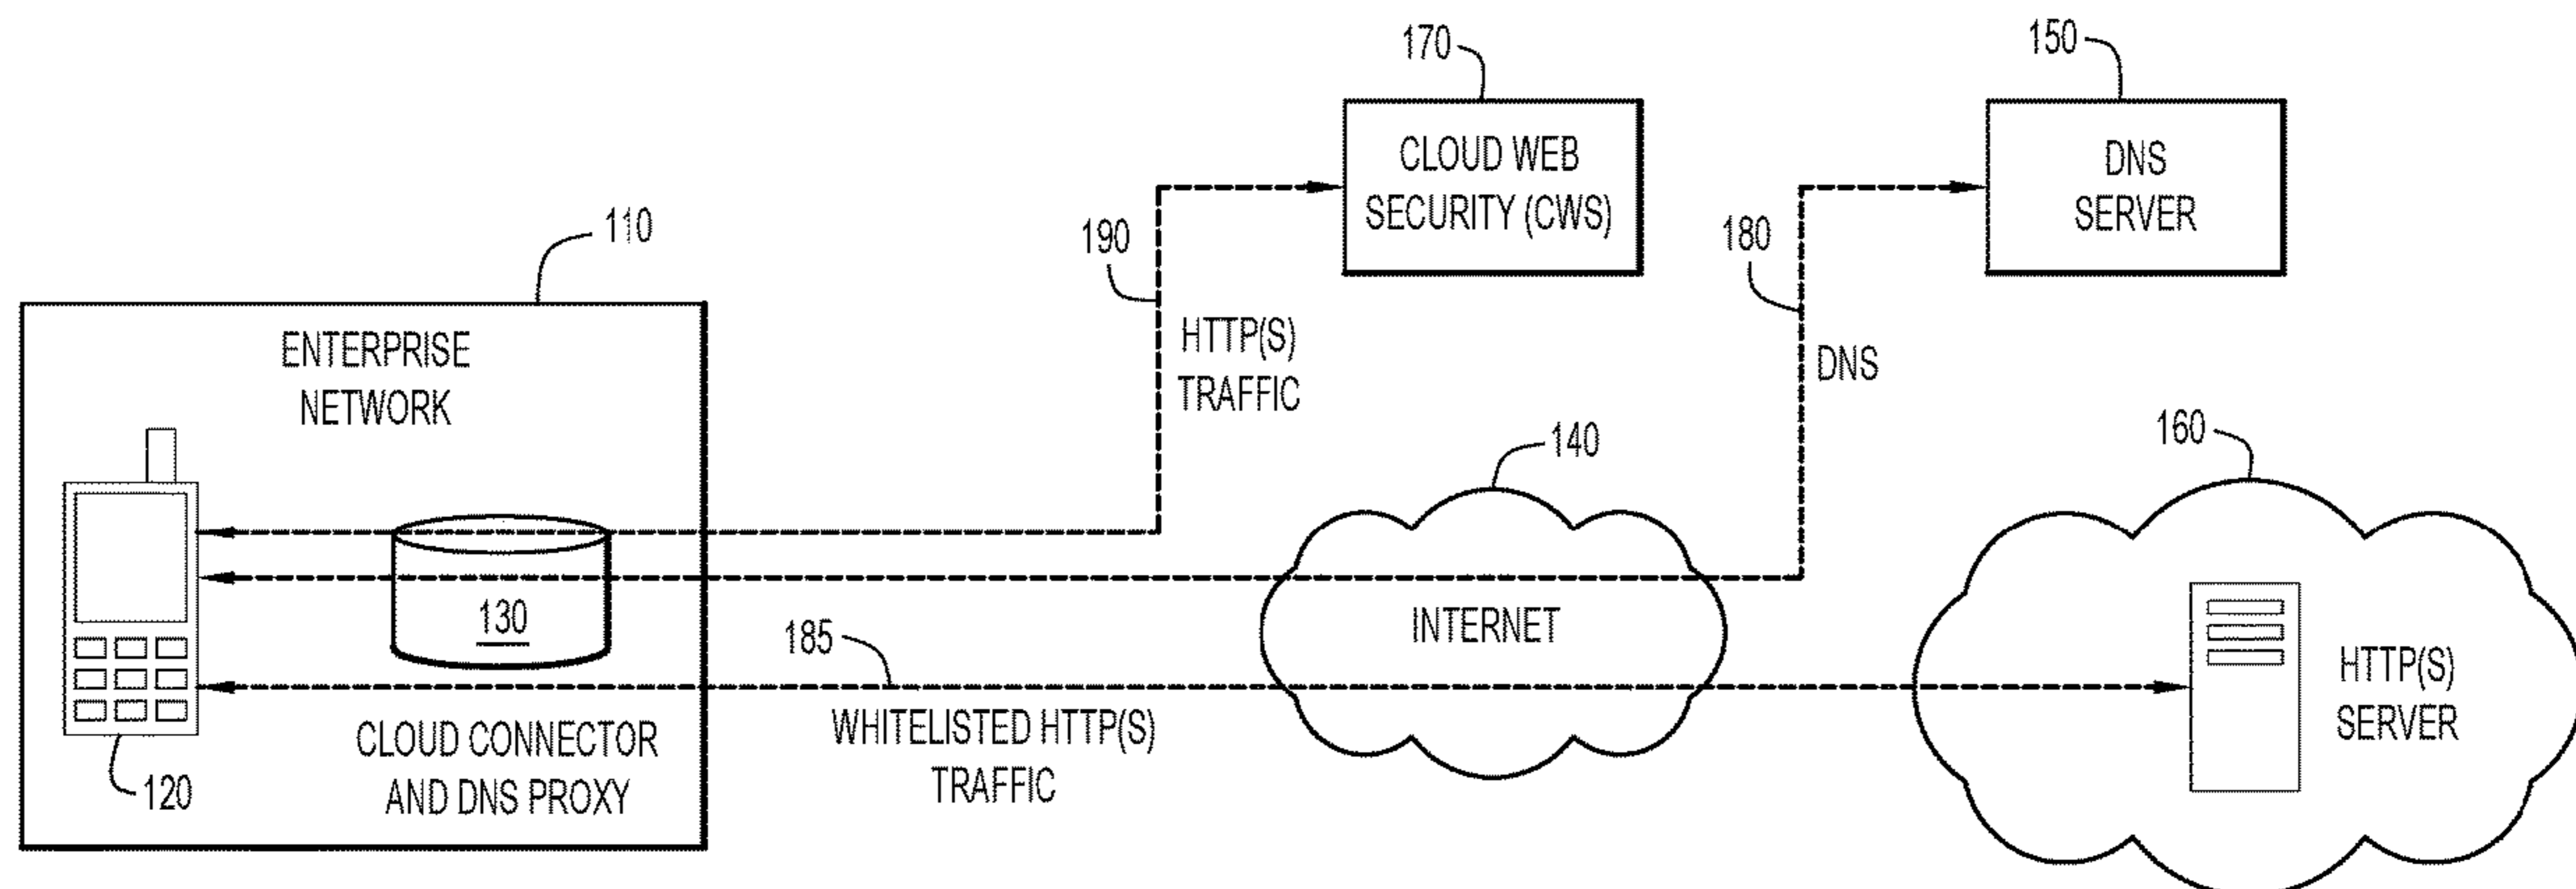 170
150
CLOUD WEB
SECURITY (CWS)
DNS
SERVER
110
190
180
ENTERPRISE
NETWORK
HTTP(S)
TRAFFIC
DNS
140
160
130
INTERNET
185
HTTP(S)
SERVER
WHITELISTED HTTP(S)
TRAFFIC
CLOUD CONNECTOR
AND DNS PROXY
120